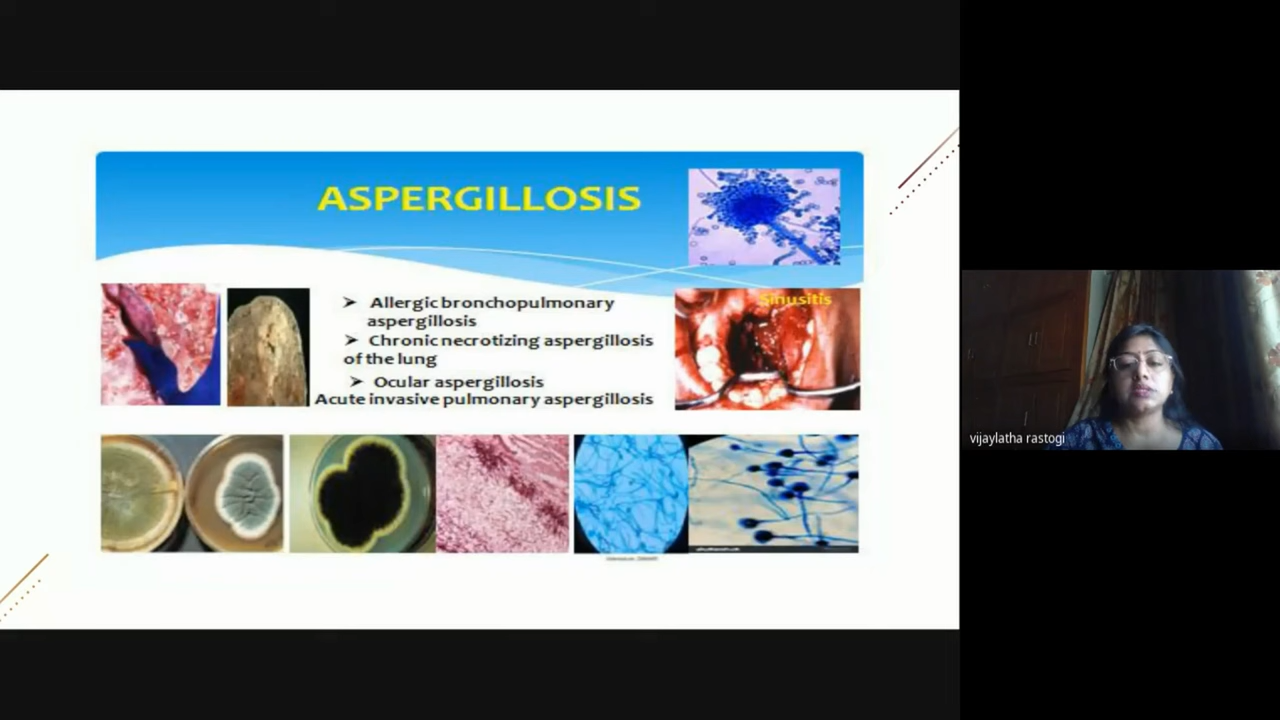 ASPERGILLOSIS
Sinusitis
➤ Allergic bronchopulmonary
aspergillosis
➤ Chronic necrotizing aspergillosis
of the lung
➤ Ocular aspergillosis
Acute invasive pulmonary aspergillosis
vijaylatha rastogi